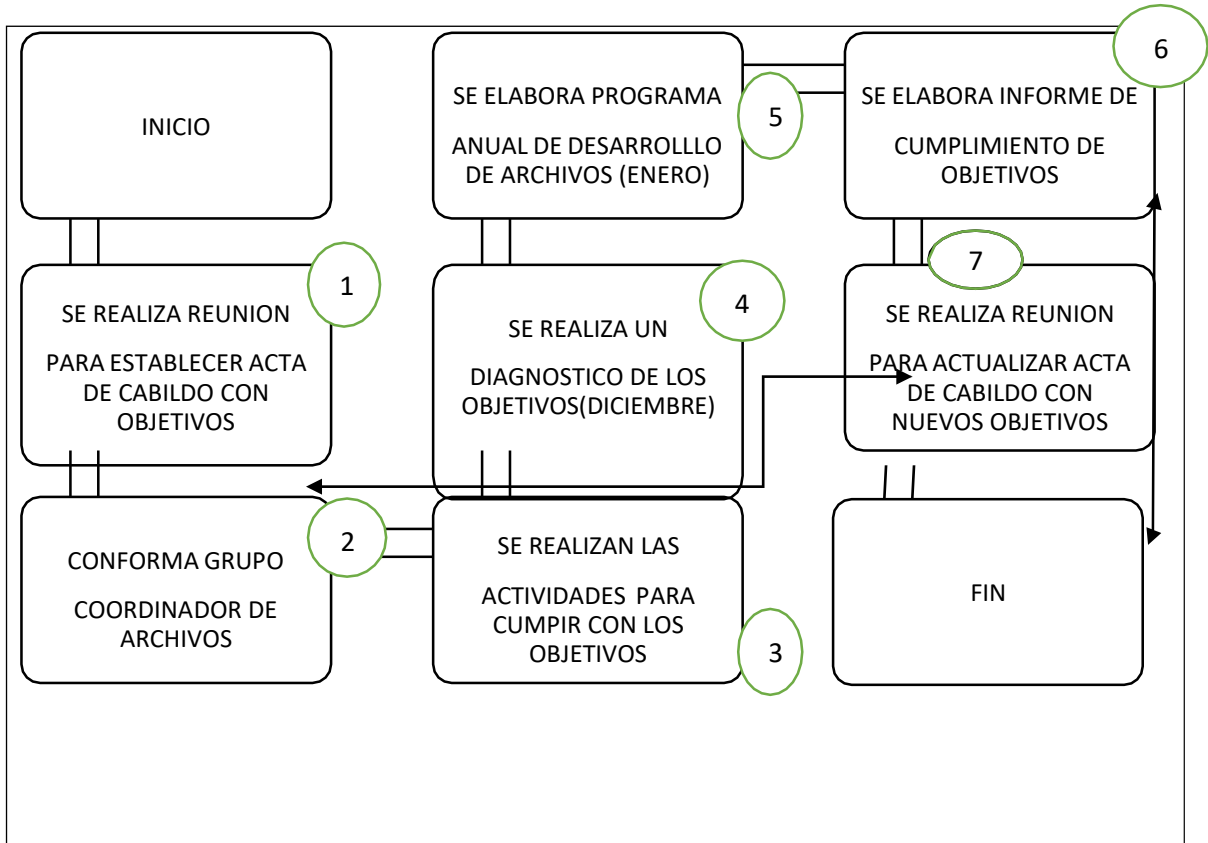 INICIO
1
SE REALIZA REUNION
PARA ESTABLECER ACTA
DE CABILDO CON
OBJETIVOS
2
CONFORMA GRUPO
COORDINADOR DE
ARCHIVOS
3
SE REALIZAN LAS
ACTIVIDADES PARA
CUMPIR CON LOS
OBJETIVOS
4
SE REALIZA UN
DIAGNOSTICO DE LOS
OBJETIVOS(DICIEMBRE)
5
SE ELABORA PROGRAMA
ANUAL DE DESARROLLLO
DE ARCHIVOS (ENERO)
6
SE ELABORA INFORME DE
CUMPLIMIENTO DE
OBJETIVOS
7
SE REALIZA REUNION
PARA ACTUALIZAR ACTA
DE CABILDO CON
NUEVOS OBJETIVOS
FIN